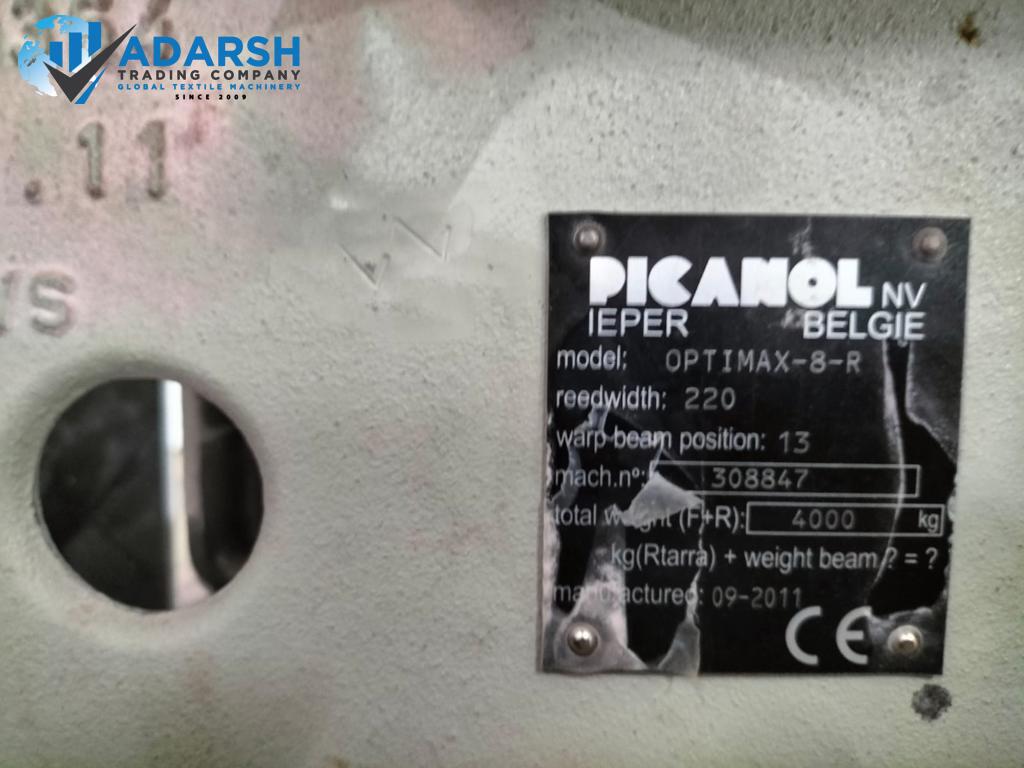 ADARSH
TRADING COMPANY
GLOBAL TEXTILE MACHINERY
SINCE 2009
.11
PICANOL NV
IEPER BELGIE
model: OPTIMAX-8-R
reedwidth: 220
warp beam position: 13
mach.nº: 308847
total weight (F+R): 4000 kg
kg(Rtarra) + weight beam ? = ?
manufactured: 09-2011
CE